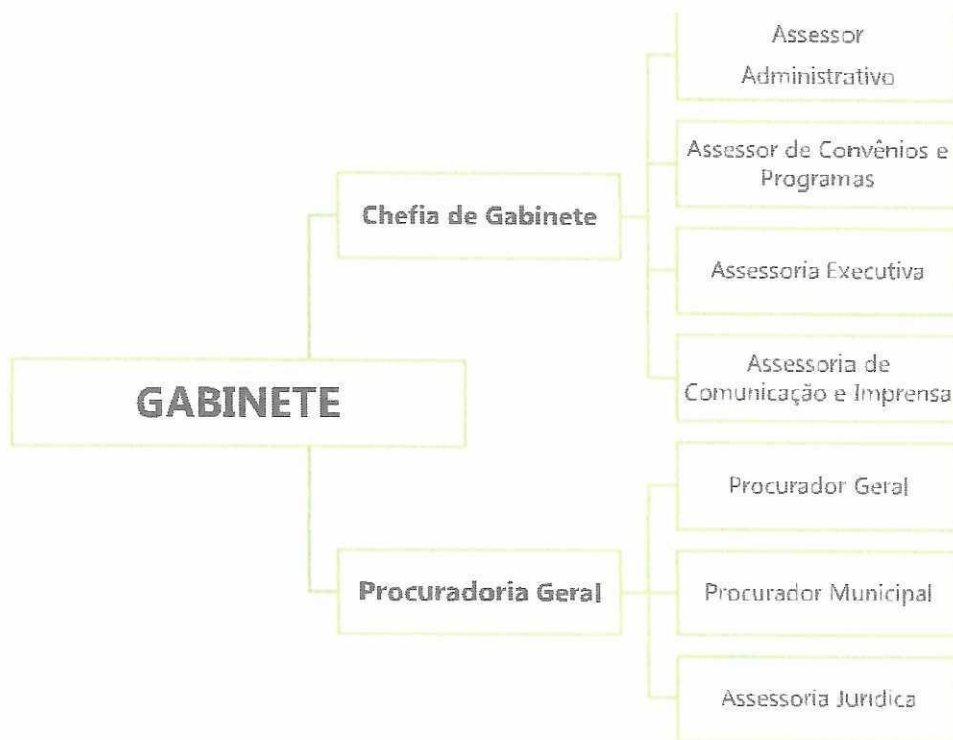 Assessor
Administrativo
Assessor de Convênios e
Programas
Chefia de Gabinete
Assessoria Executiva
Assessoria de
Comunicação e Imprensa
GABINETE
Procurador Geral
Procuradoria Geral
Procurador Municipal
Assessoria Jurídica